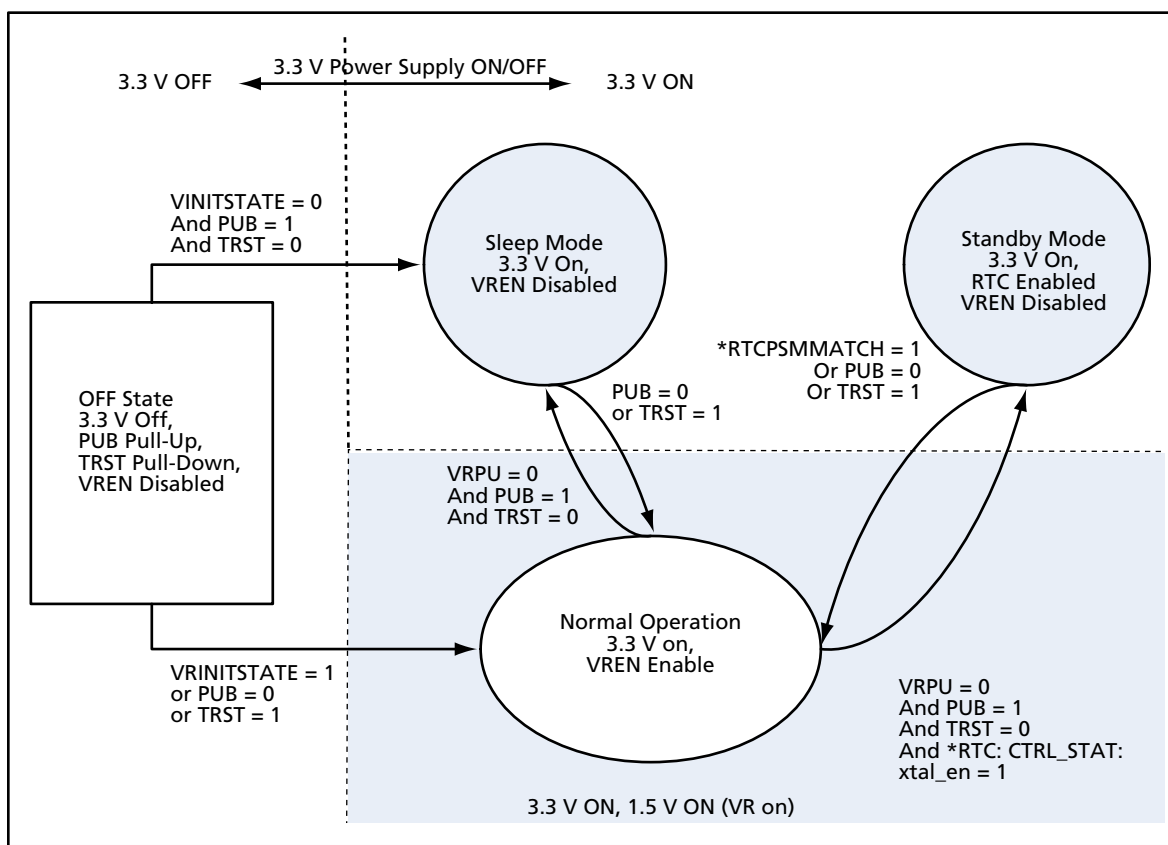 3.3 V Power Supply ON/OFF
3.3 V OFF
3.3 V ON
VINITSTATE = 0
And PUB = 1
And TRST = 0
Sleep Mode
3.3 V On,
VREN Disabled
Standby Mode
3.3 V On,
RTC Enabled
VREN Disabled
*RTCPSMMATCH = 1
Or PUB = 0
Or TRST = 1
PUB = 0
or TRST = 1
OFF State
3.3 V Off,
PUB Pull-Up,
TRST Pull-Down,
VREN Disabled
VRPU = 0
And PUB = 1
And TRST = 0
Normal Operation
3.3 V on,
VREN Enable
VRINITSTATE = 1
or PUB = 0
or TRST = 1
VRPU = 0
And PUB = 1
And TRST = 0
And *RTC: CTRL_STAT:
xtal_en = 1
3.3 V ON, 1.5 V ON (VR on)